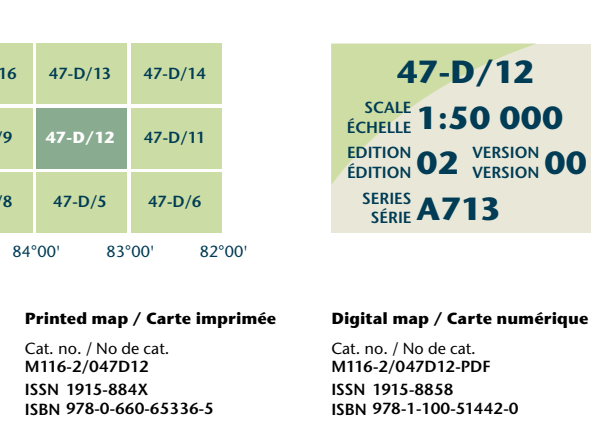 16 47-D/13 47-D/14
/9 47-D/12 47-D/11
/8 47-D/5 47-D/6
84°00' 83°00' 82°00'
47-D/12
SCALE
ÉCHELLE 1:50 000
EDITION
ÉDITION 02 VERSION
VERSION 00
SERIES
SÉRIE A713
Printed map / Carte imprimée
Cat. no. / No de cat.
M116-2/047D12
ISSN 1915-884X
ISBN 978-0-660-65336-5
Digital map / Carte numérique
Cat. no. / No de cat.
M116-2/047D12-PDF
ISSN 1915-8858
ISBN 978-1-100-51442-0